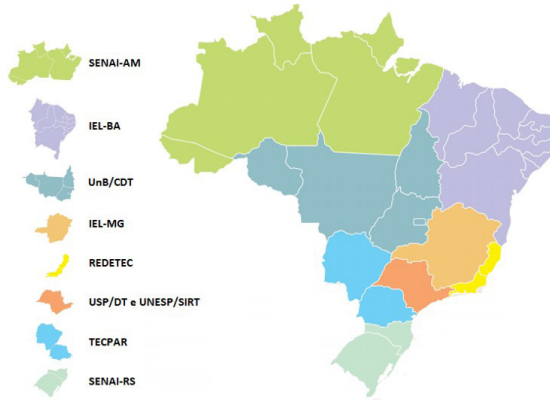 SENAI-AM
IEL-BA
UnB/CDT
IEL-MG
REDETEC
USP/DT e UNESP/SIRT
TECPAR
SENAI-RS